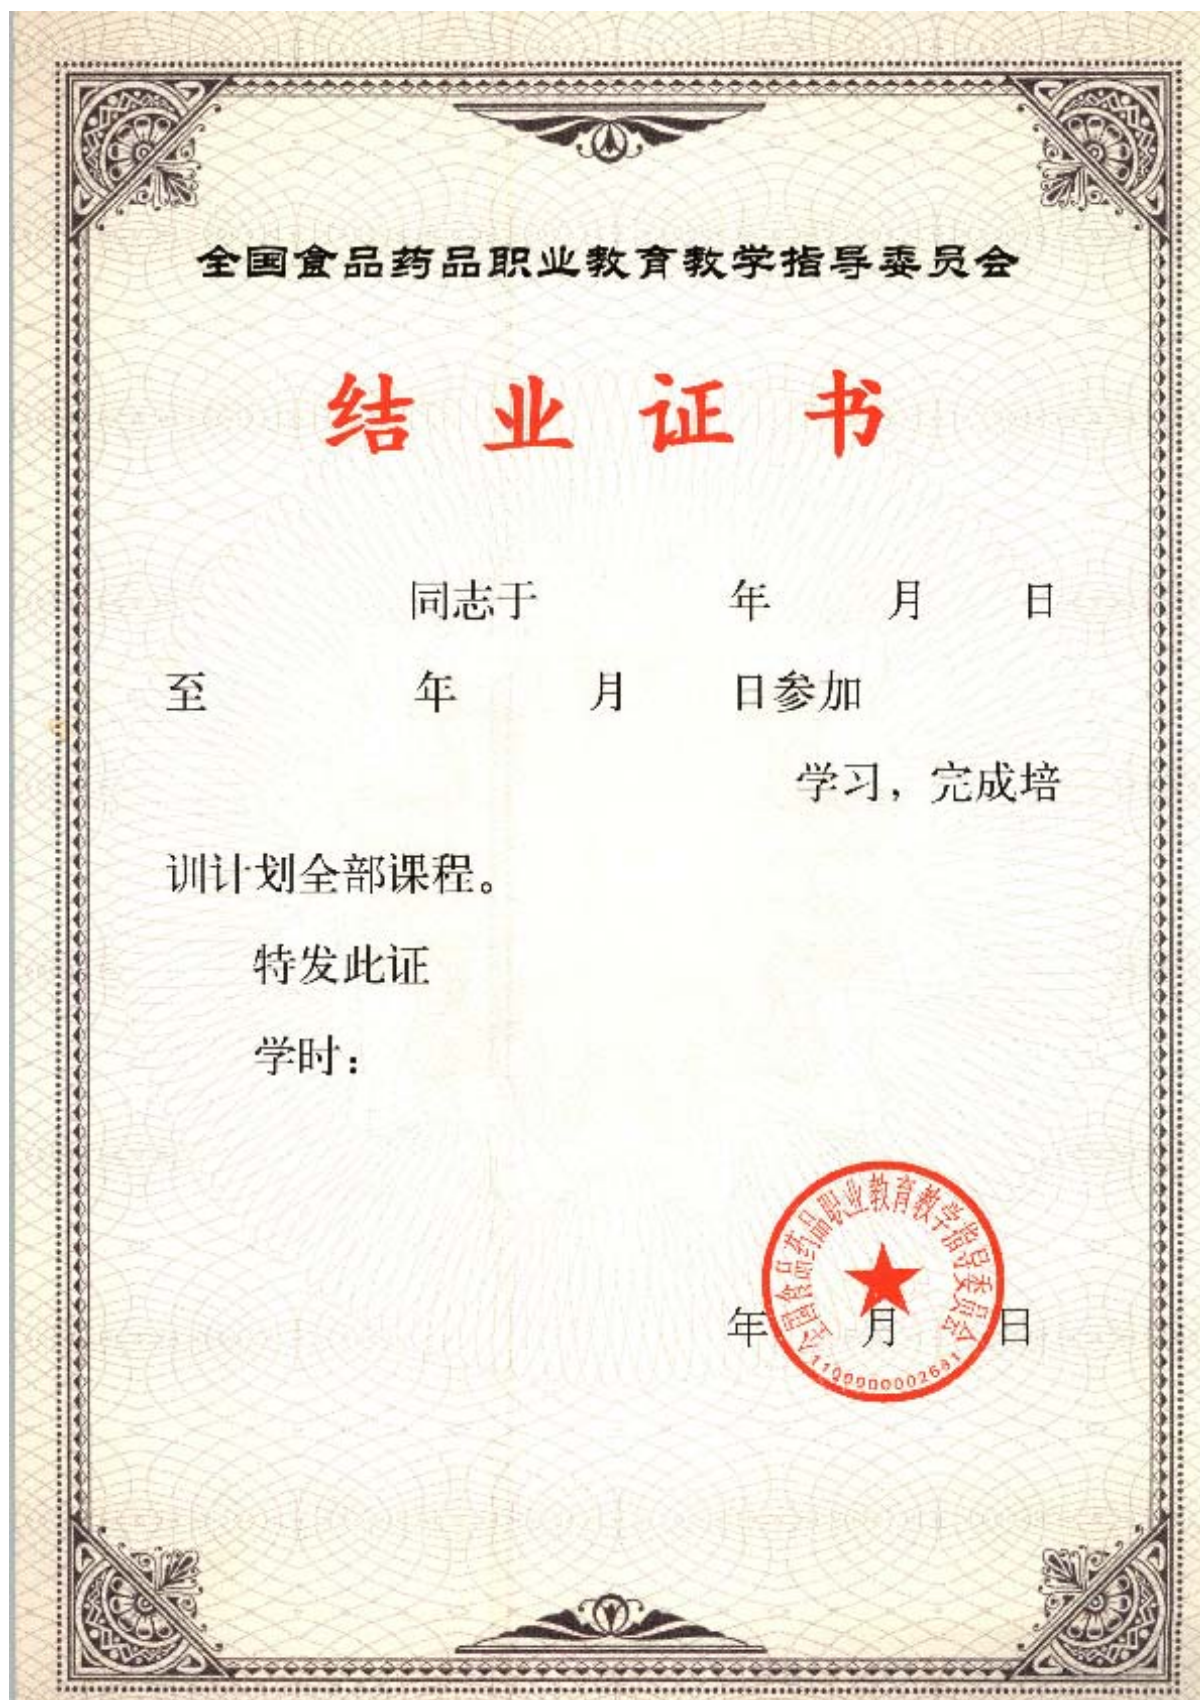 全国食品药品职业教育教学指导委员会
结业证书
同志于 年 月 日
至 年 月 日参加
学习，完成培
训计划全部课程。
特发此证
学时：
全国食品药品职业教育教学指导委员会
年 月 日